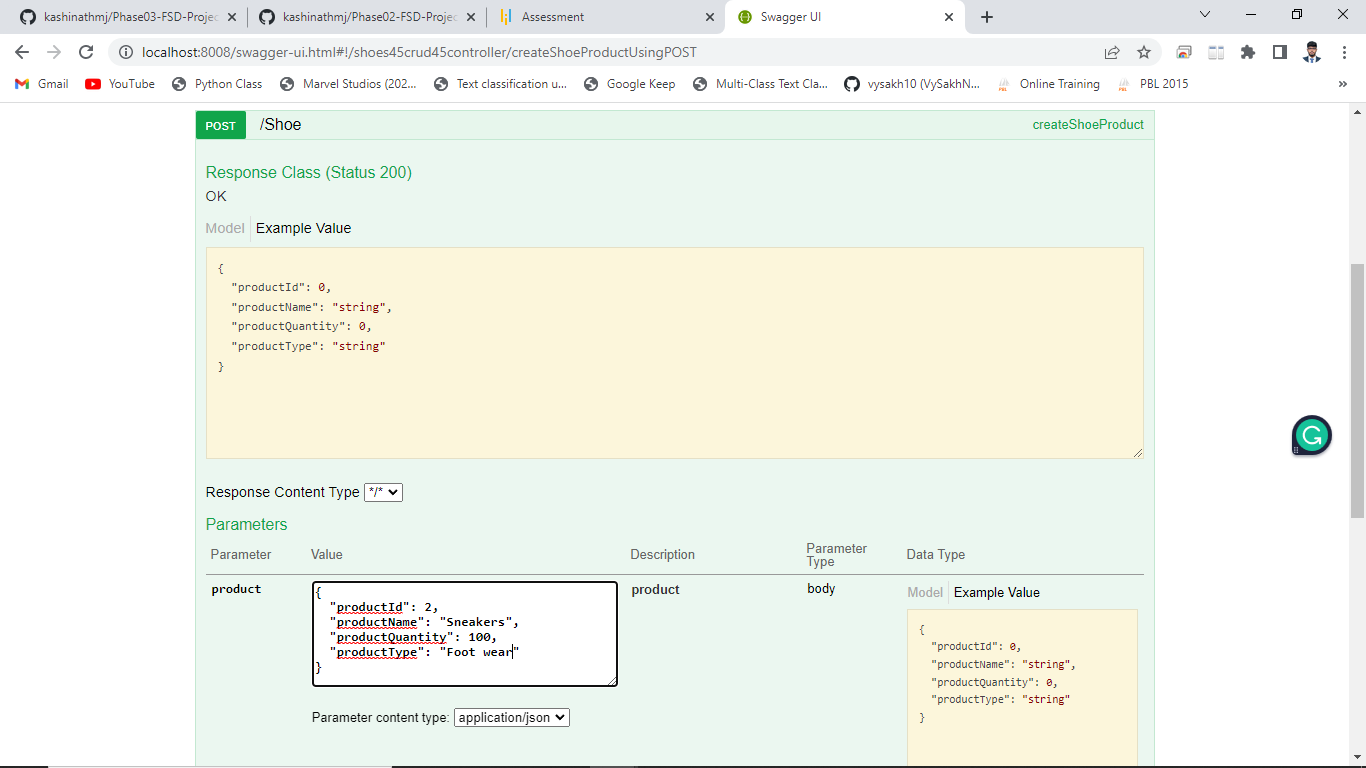 kashinathmj/Phase03-FSD-Projec
kashinathmj/Phase02-FSD-Projec
Assessment
Swagger UI
localhost:8008/swagger-ui.html#!/shoes45crud45controller/createShoeProductUsingPOST
Gmail
YouTube
Python Class
Marvel Studios (202...
Text classification u...
Google Keep
Multi-Class Text Cla...
vysakh10 (VySakhN...
Online Training
PBL 2015
»
POST /Shoe createShoeProduct
Response Class (Status 200)
OK
Model Example Value
{
"productId": 0,
"productName": "string",
"productQuantity": 0,
"productType": "string"
}
Response Content Type */*
Parameters
Parameter Value Description Parameter Type Data Type
product
{
"productId": 2,
"productName": "Sneakers",
"productQuantity": 100,
"productType": "Foot wear"
}
Parameter content type: application/json
product
body
Model Example Value
{
"productId": 0,
"productName": "string",
"productQuantity": 0,
"productType": "string"
}